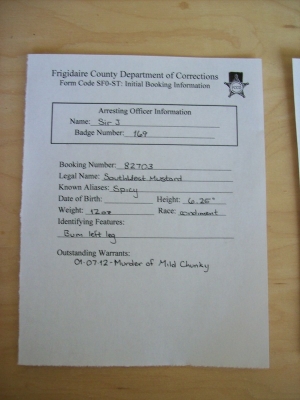 Frigidaire County Department of Corrections
Form Code SF0-ST: Initial Booking Information
Arresting Officer Information
Name: Sir J
Badge Number: 169
Booking Number: 82703
Legal Name: SouthWest Mustard
Known Aliases: Spicy
Date of Birth: Height: 6.25"
Weight: 12oz Race: condiment
Identifying Features:
Bum left leg
Outstanding Warrants:
01-07-12-Murder of Mild Chunky